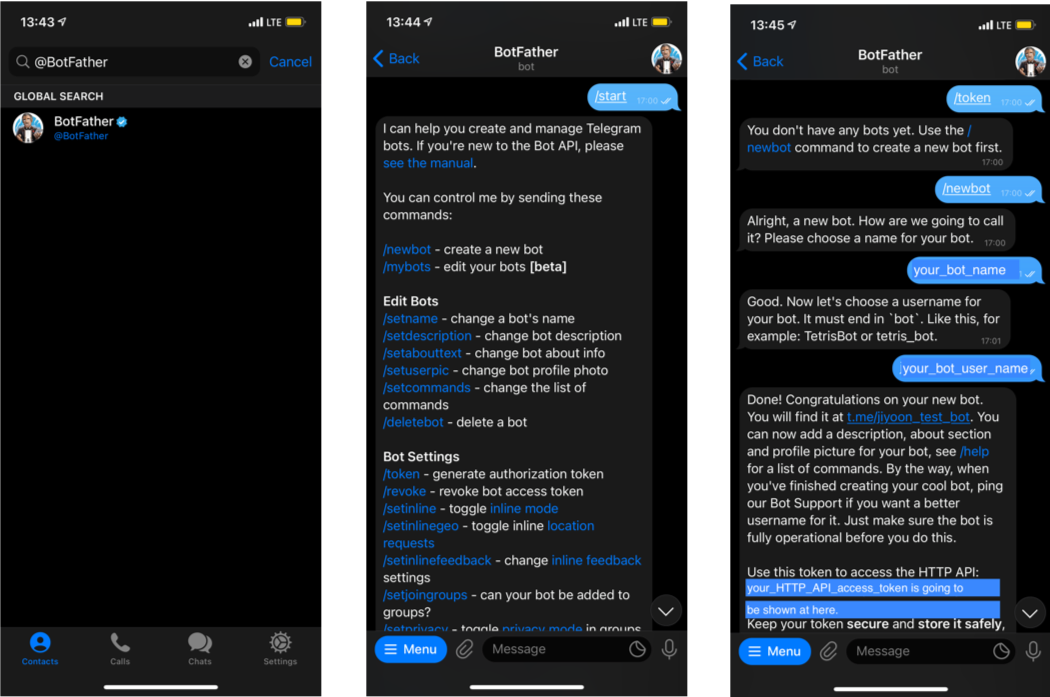 13:43
LTE
@BotFather
Cancel
GLOBAL SEARCH
BotFather
@BotFather
Contacts
Calls
Chats
Settings
13:44
LTE
Back
BotFather
bot
/start 17:00
I can help you create and manage Telegram
bots. If you're new to the Bot API, please
see the manual.
You can control me by sending these
commands:
/newbot - create a new bot
/mybots - edit your bots [beta]
Edit Bots
/setname - change a bot's name
/setdescription - change bot description
/setabouttext - change bot about info
/setuserpic - change bot profile photo
/setcommands - change the list of
commands
/deletebot - delete a bot
Bot Settings
/token - generate authorization token
/revoke - revoke bot access token
/setinline - toggle inline mode
/setinlinegeo - toggle inline location
requests
/setinlinefeedback - change inline feedback
settings
/setjoingroups - can your bot be added to
groups?
/setprivacy - toggle privacy mode in groups
Menu
Message
13:45
LTE
Back
BotFather
bot
/token 17:00
You don't have any bots yet. Use the /
newbot command to create a new bot first.
17:00
/newbot 17:00
Alright, a new bot. How are we going to call
it? Please choose a name for your bot. 17:00
your_bot_name
Good. Now let's choose a username for
your bot. It must end in `bot`. Like this, for
example: TetrisBot or tetris_bot. 17:01
your_bot_user_name
Done! Congratulations on your new bot.
You will find it at t.me/jiyoon_test_bot. You
can now add a description, about section
and profile picture for your bot, see /help
for a list of commands. By the way, when
you've finished creating your cool bot, ping
our Bot Support if you want a better
username for it. Just make sure the bot is
fully operational before you do this.
Use this token to access the HTTP API:
your_HTTP_API_access_token is going to
be shown at here.
Keep your token secure and store it safely,
Menu
Message